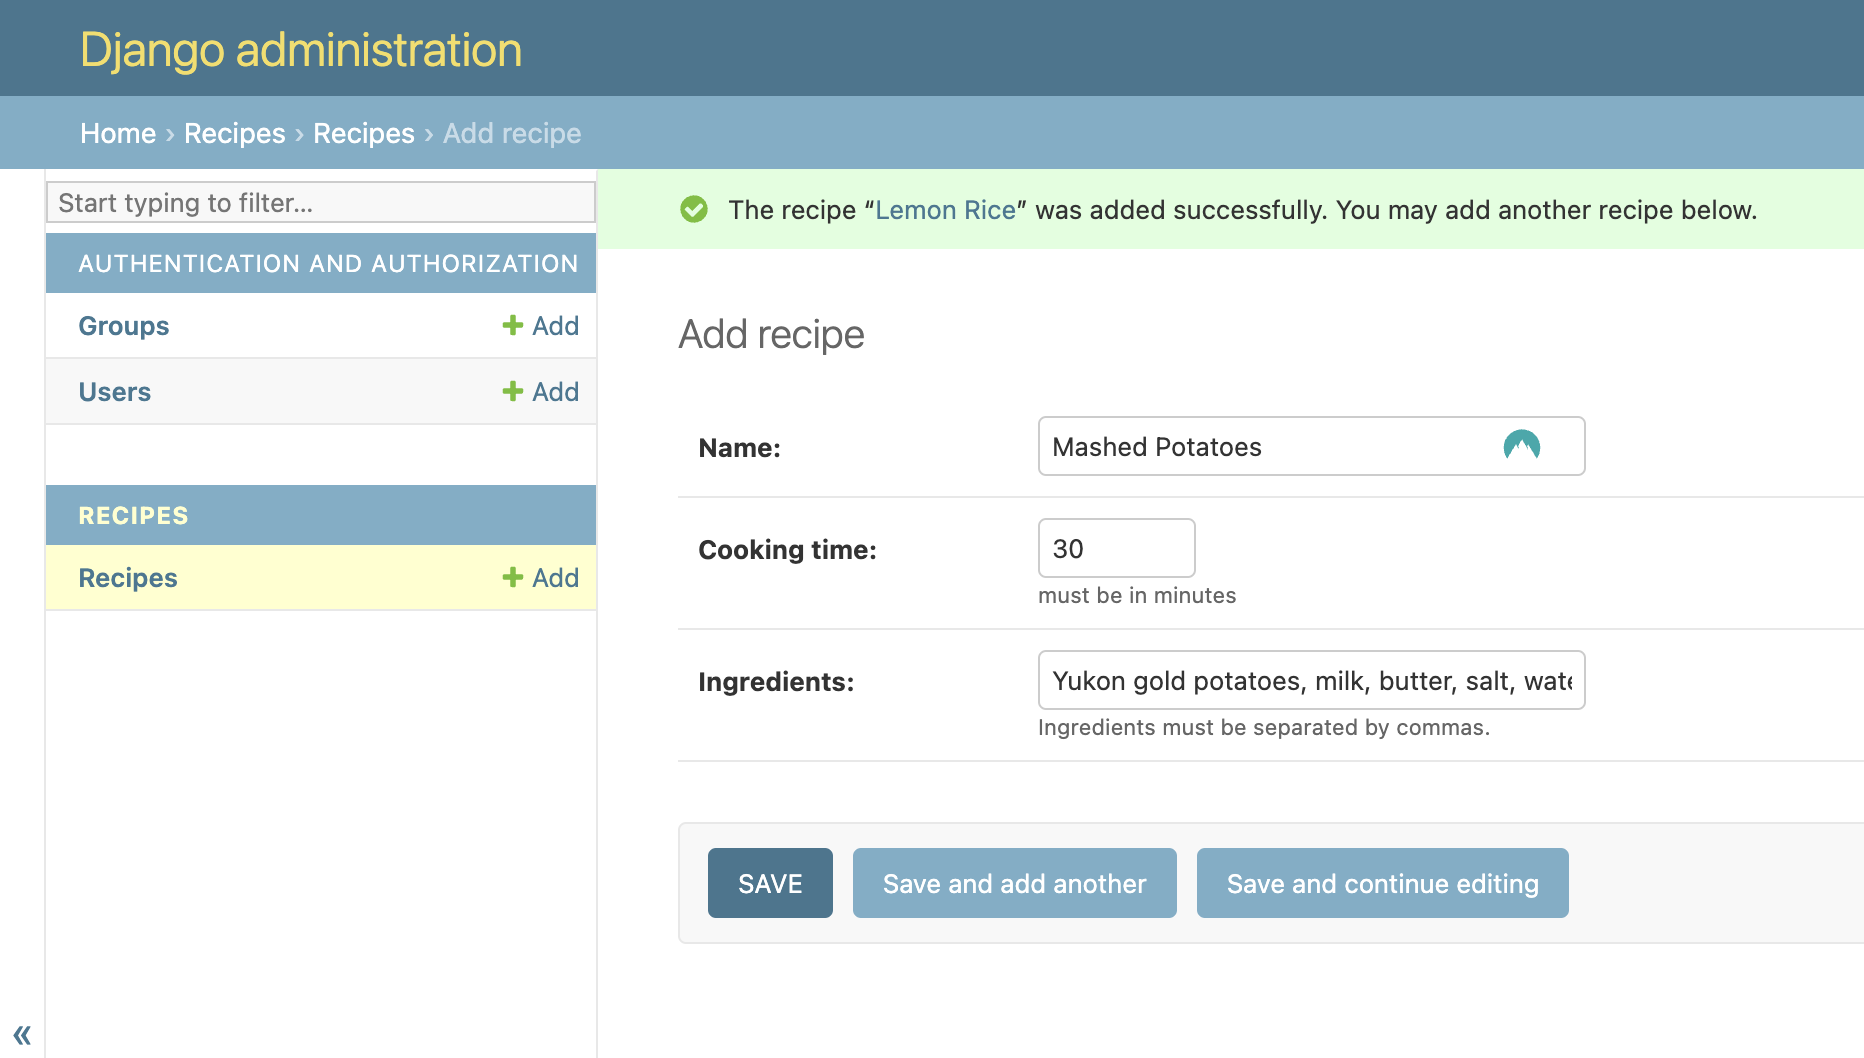 Django administration
Home › Recipes › Recipes › Add recipe
Start typing to filter...
AUTHENTICATION AND AUTHORIZATION
Groups + Add
Users + Add
RECIPES
Recipes + Add
«
The recipe “Lemon Rice” was added successfully. You may add another recipe below.
Add recipe
Name: Mashed Potatoes
Cooking time: 30
must be in minutes
Ingredients: Yukon gold potatoes, milk, butter, salt,
Ingredients must be separated by commas.
SAVE Save and add another Save and continue editing